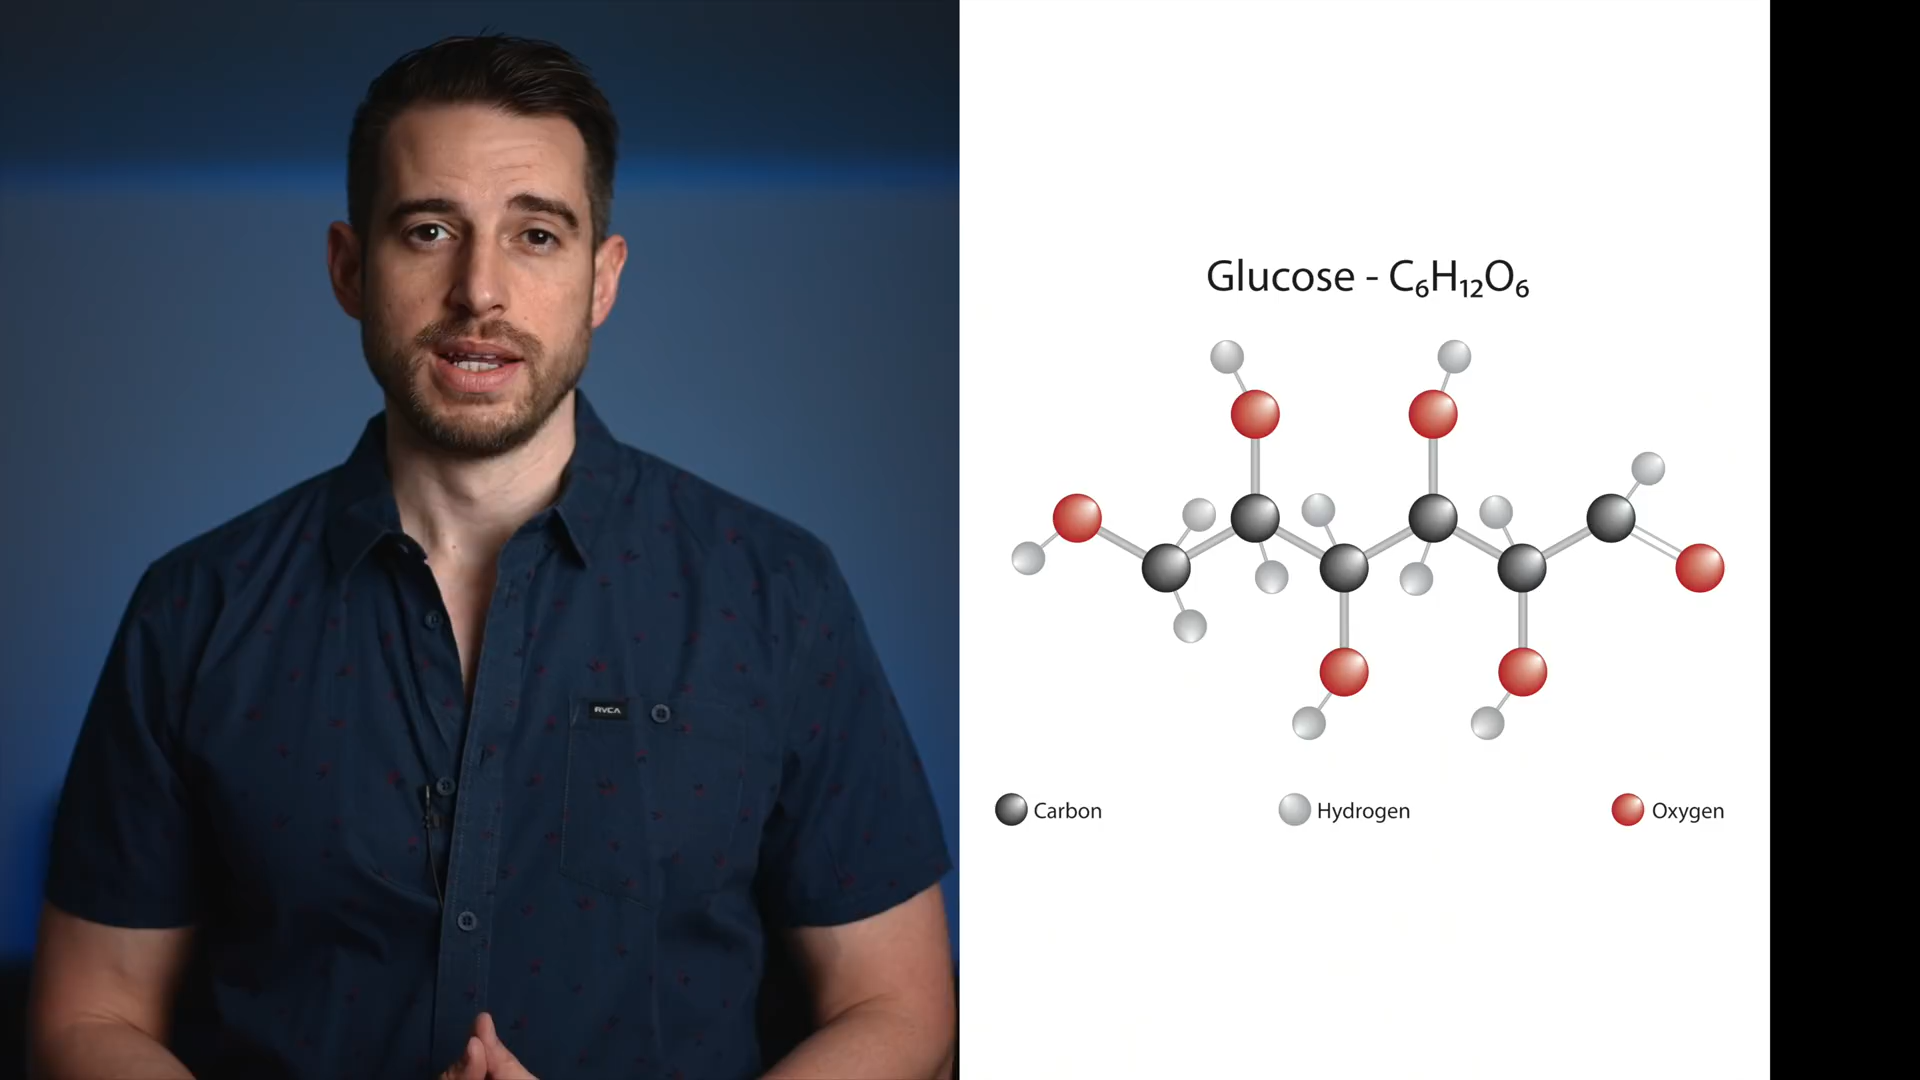 RVCA
Glucose - C₆H₁₂O₆
Carbon
Hydrogen
Oxygen